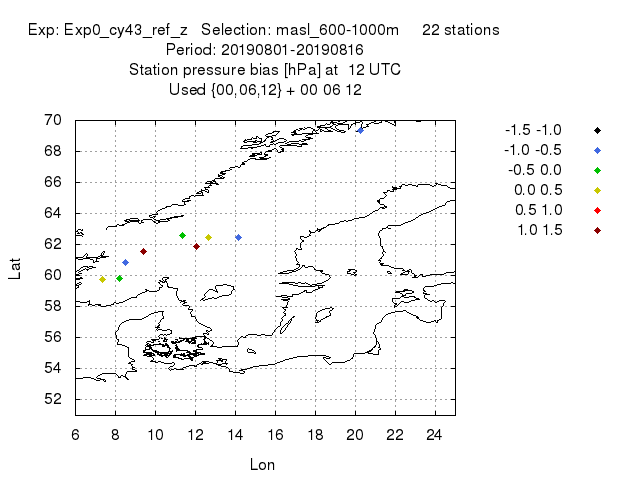 Exp: Exp0_cy43_ref_z Selection: masl_600-1000m 22 stations
Period: 20190801-20190816
Station pressure bias [hPa] at 12 UTC
Used {00,06,12} + 00 06 12
70
68
66
64
62
60
58
56
54
52
Lat
6 8 10 12 14 16 18 20 22 24
Lon
-1.5 -1.0
-1.0 -0.5
-0.5 0.0
0.0 0.5
0.5 1.0
1.0 1.5